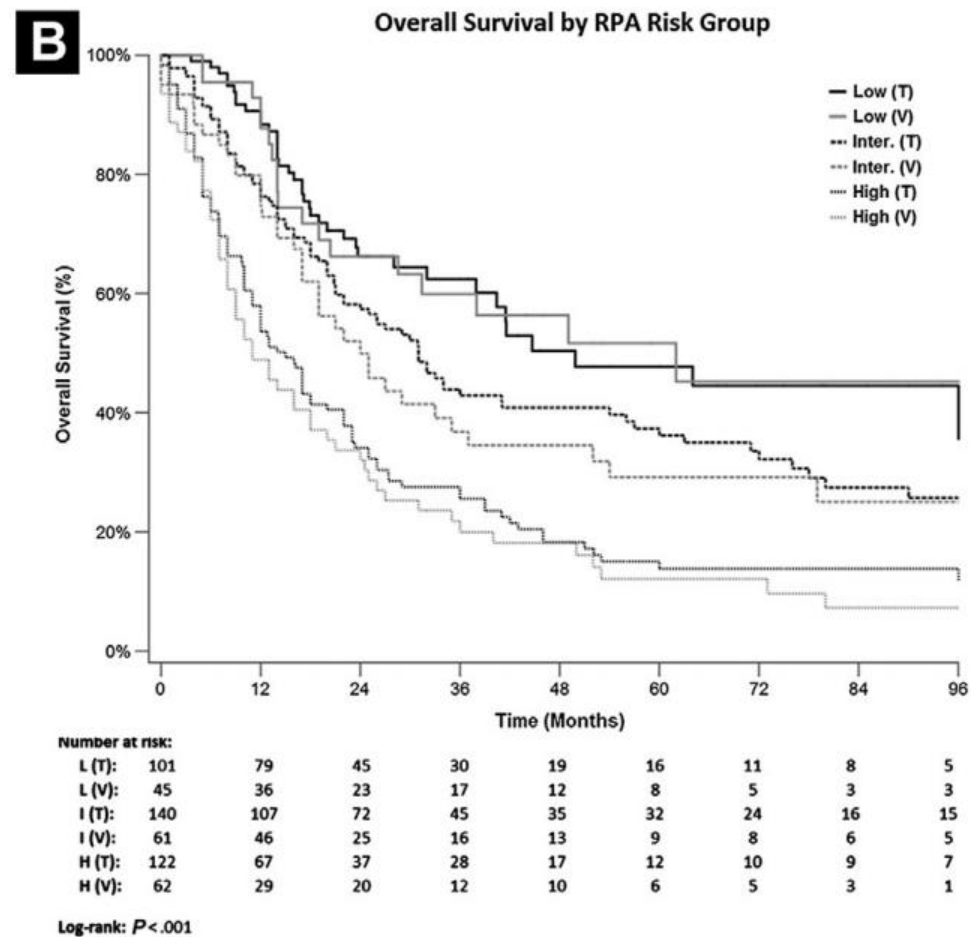 B
Overall Survival by RPA Risk Group
100%
80%
60%
40%
20%
0%
Overall Survival (%)
Low (T)
Low (V)
Inter. (T)
Inter. (V)
High (T)
High (V)
0 12 24 36 48 60 72 84 96
Time (Months)
Number at risk:
L (T): 101 79 45 30 19 16 11 8 5
L (V): 45 36 23 17 12 8 5 3 3
I (T): 140 107 72 45 35 32 24 16 15
I (V): 61 46 25 16 13 9 8 6 5
H (T): 122 67 37 28 17 12 10 9 7
H (V): 62 29 20 12 10 6 5 3 1
Log-rank: P<.001